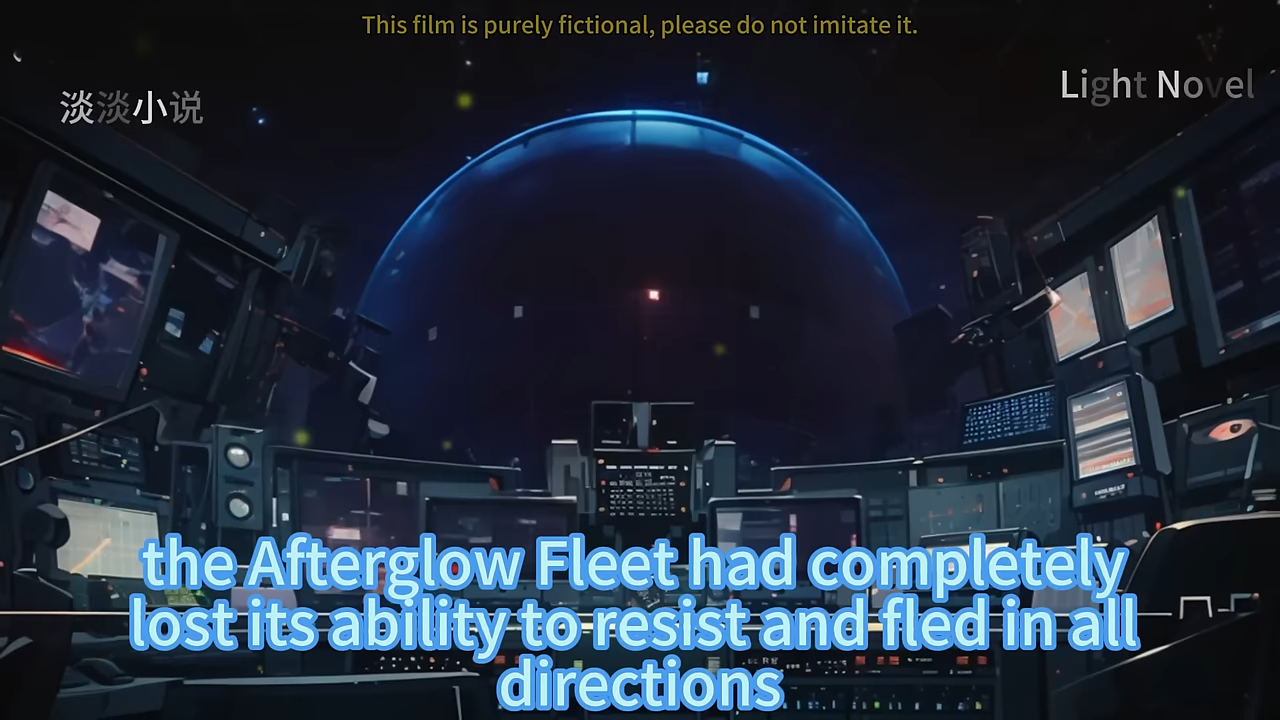 This film is purely fictional, please do not imitate it.
淡淡小说
Light Novel
the Afterglow Fleet had completely
lost its ability to resist and fled in all
directions